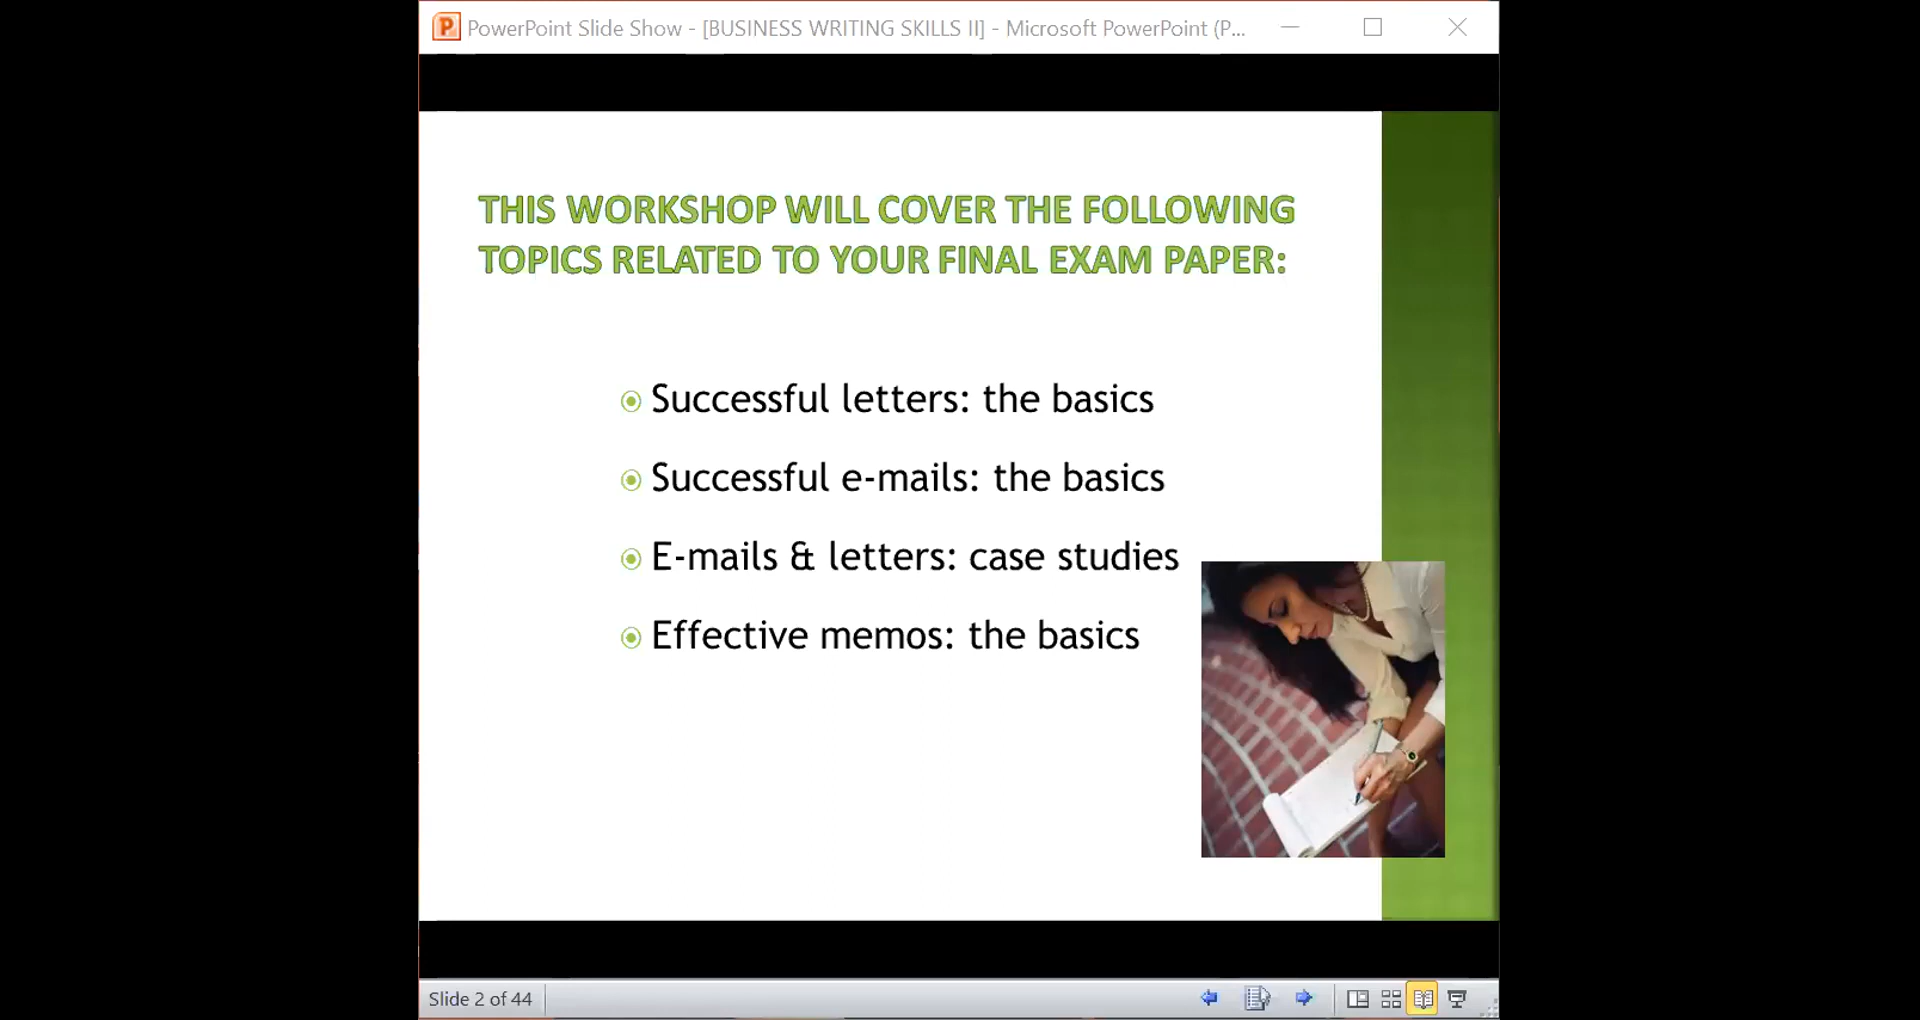 PowerPoint Slide Show - [BUSINESS WRITING SKILLS II] - Microsoft PowerPoint (P...
THIS WORKSHOP WILL COVER THE FOLLOWING
TOPICS RELATED TO YOUR FINAL EXAM PAPER:
Successful letters: the basics
Successful e-mails: the basics
E-mails & letters: case studies
Effective memos: the basics
Slide 2 of 44